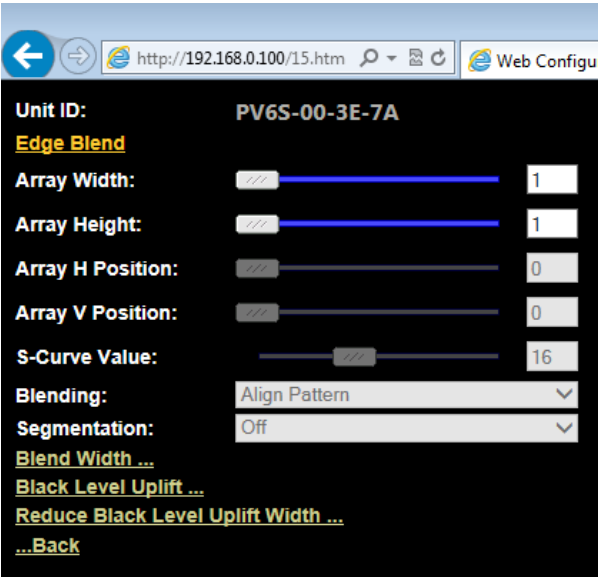 http://192.168.0.100/15.htm
Web Configu
Unit ID: PV6S-00-3E-7A
Edge Blend
Array Width: 1
Array Height: 1
Array H Position: 0
Array V Position: 0
S-Curve Value: 16
Blending: Align Pattern
Segmentation: Off
Blend Width ...
Black Level Uplift ...
Reduce Black Level Uplift Width ...
...Back